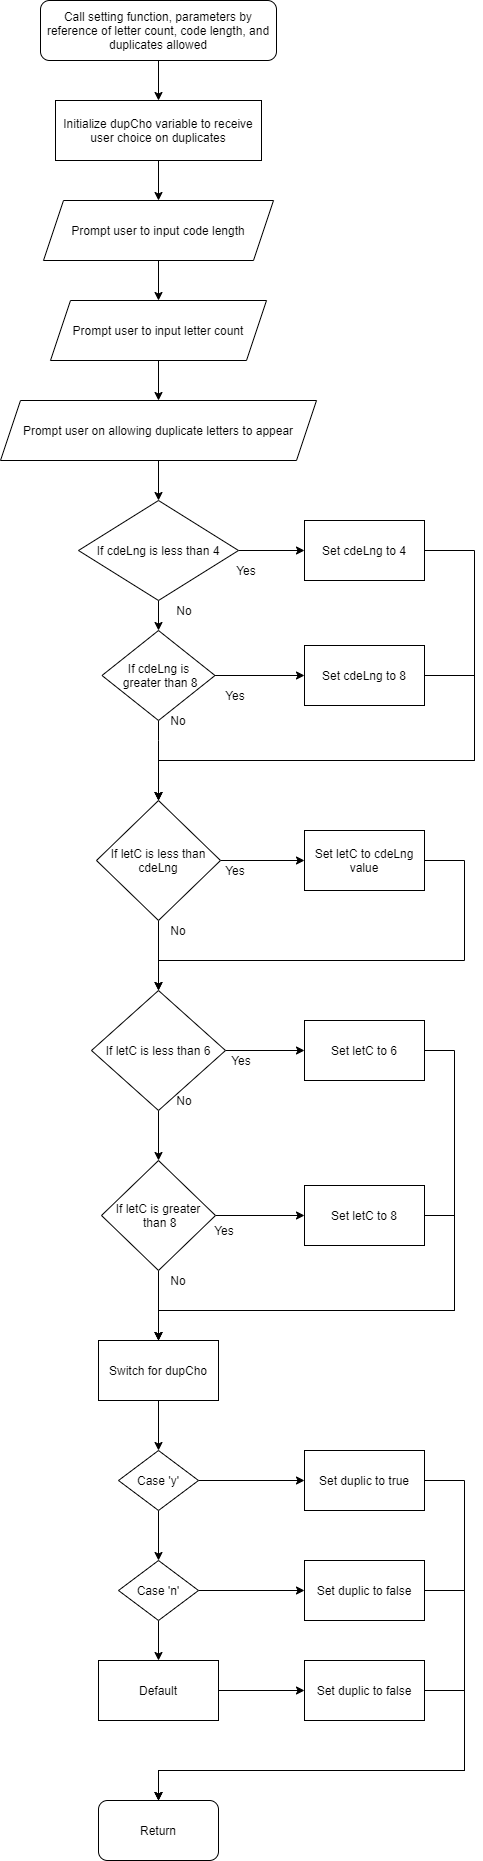 Call setting function, parameters by
reference of letter count, code length, and
duplicates allowed
Initialize dupCho variable to receive
user choice on duplicates
Prompt user to input code length
Prompt user to input letter count
Prompt user on allowing duplicate letters to appear
If cdeLng is less than 4
Yes
Set cdeLng to 4
No
If cdeLng is
greater than 8
Yes
Set cdeLng to 8
No
If letC is less than
cdeLng
Yes
Set letC to cdeLng
value
No
If letC is less than 6
Yes
Set letC to 6
No
If letC is greater
than 8
Yes
Set letC to 8
No
Switch for dupCho
Case 'y'
Set duplic to true
Case 'n'
Set duplic to false
Default
Set duplic to false
Return